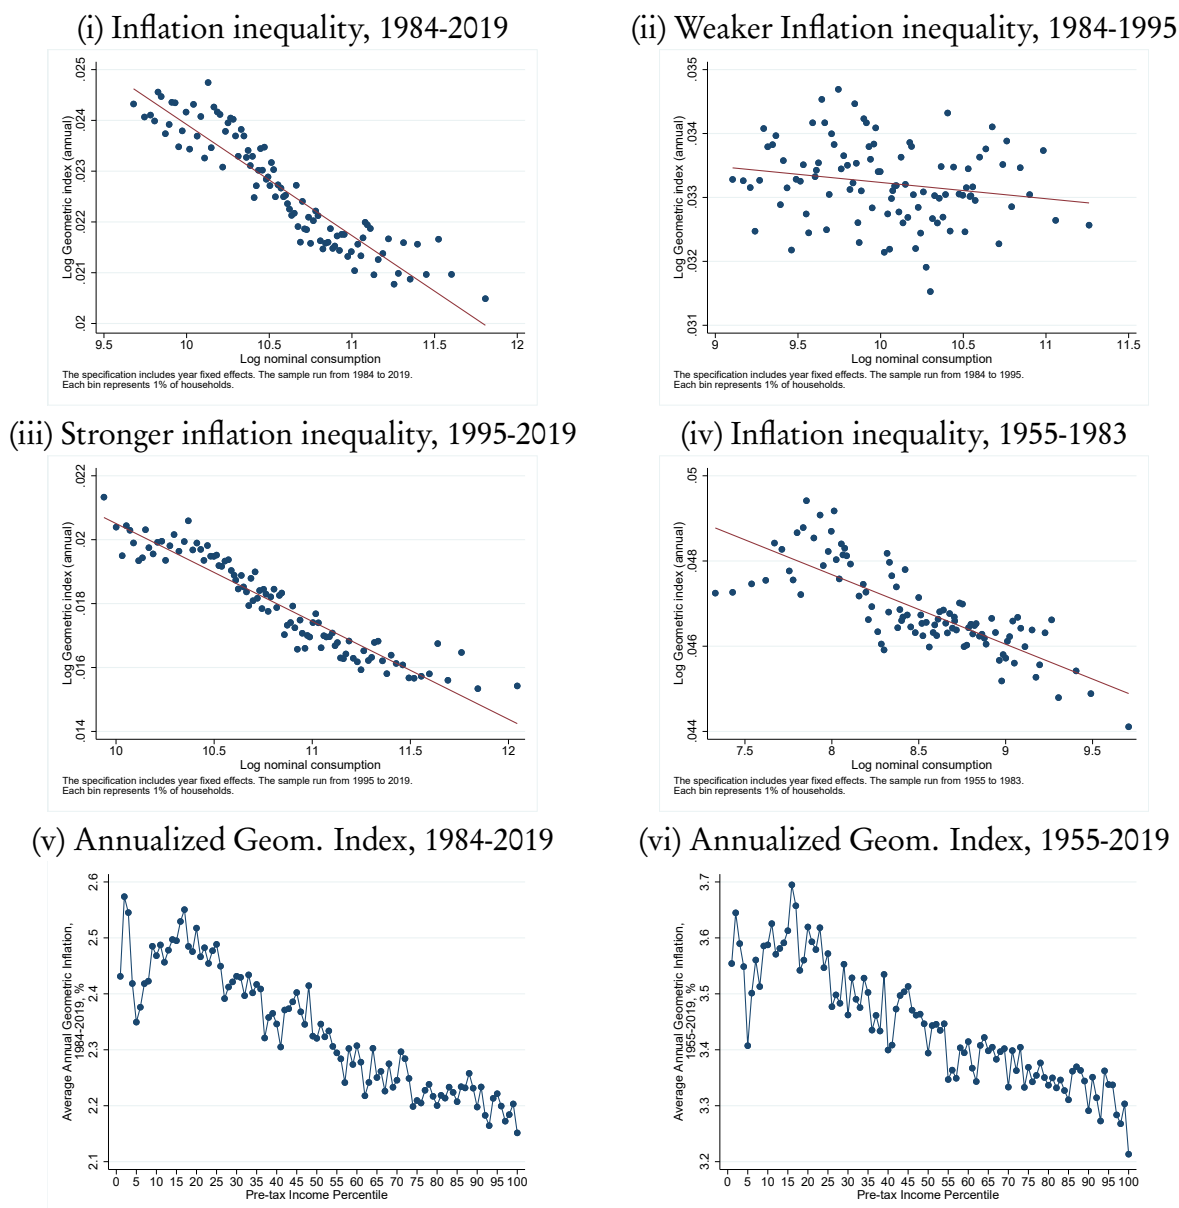 (i) Inflation inequality, 1984-2019
.025
.024
.023
.022
.021
.02
Log Geometric index (annual)
9.5 10 10.5 11 11.5 12
Log nominal consumption
The specification includes year fixed effects. The sample run from 1984 to 2019.
Each bin represents 1% of households.
(ii) Weaker Inflation inequality, 1984-1995
.035
.034
.033
.032
.031
Log Geometric index (annual)
9 9.5 10 10.5 11 11.5
Log nominal consumption
The specification includes year fixed effects. The sample run from 1984 to 1995.
Each bin represents 1% of households.
(iii) Stronger inflation inequality, 1995-2019
.022
.02
.018
.016
.014
Log Geometric index (annual)
10 10.5 11 11.5 12
Log nominal consumption
The specification includes year fixed effects. The sample run from 1995 to 2019.
Each bin represents 1% of households.
(iv) Inflation inequality, 1955-1983
.05
.048
.046
.044
Log Geometric index (annual)
7.5 8 8.5 9 9.5
Log nominal consumption
The specification includes year fixed effects. The sample run from 1955 to 1983.
Each bin represents 1% of households.
(v) Annualized Geom. Index, 1984-2019
2.6
2.5
2.4
2.3
2.2
2.1
Average Annual Geometric Inflation,
1984-2019, %
0 5 10 15 20 25 30 35 40 45 50 55 60 65 70 75 80 85 90 95 100
Pre-tax Income Percentile
(vi) Annualized Geom. Index, 1955-2019
3.7
3.6
3.5
3.4
3.3
3.2
Average Annual Geometric Inflation,
1955-2019, %
0 5 10 15 20 25 30 35 40 45 50 55 60 65 70 75 80 85 90 95 100
Pre-tax Income Percentile